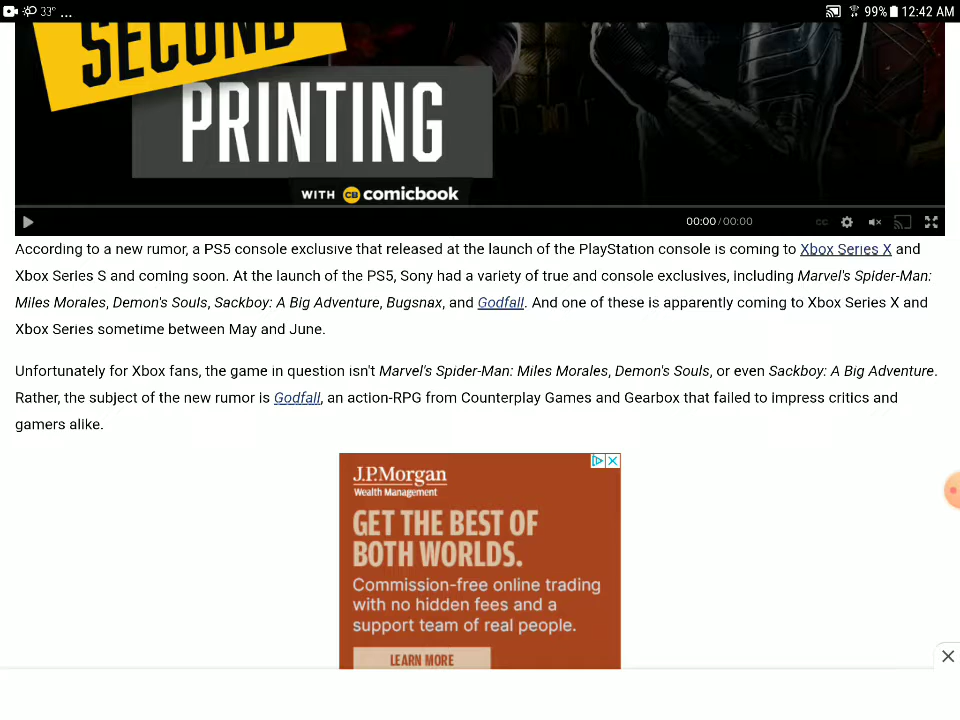 33° ...
99% 12:42 AM
SECOND
PRINTING
WITH CB comicbook
00:00 / 00:00
CC
According to a new rumor, a PS5 console exclusive that released at the launch of the PlayStation console is coming to Xbox Series X and
Xbox Series S and coming soon. At the launch of the PS5, Sony had a variety of true and console exclusives, including Marvel's Spider-Man:
Miles Morales, Demon's Souls, Sackboy: A Big Adventure, Bugsnax, and Godfall. And one of these is apparently coming to Xbox Series X and
Xbox Series sometime between May and June.
Unfortunately for Xbox fans, the game in question isn't Marvel's Spider-Man: Miles Morales, Demon's Souls, or even Sackboy: A Big Adventure.
Rather, the subject of the new rumor is Godfall, an action-RPG from Counterplay Games and Gearbox that failed to impress critics and
gamers alike.
J.P.Morgan
Wealth Management
GET THE BEST OF
BOTH WORLDS.
Commission-free online trading
with no hidden fees and a
support team of real people.
LEARN MORE